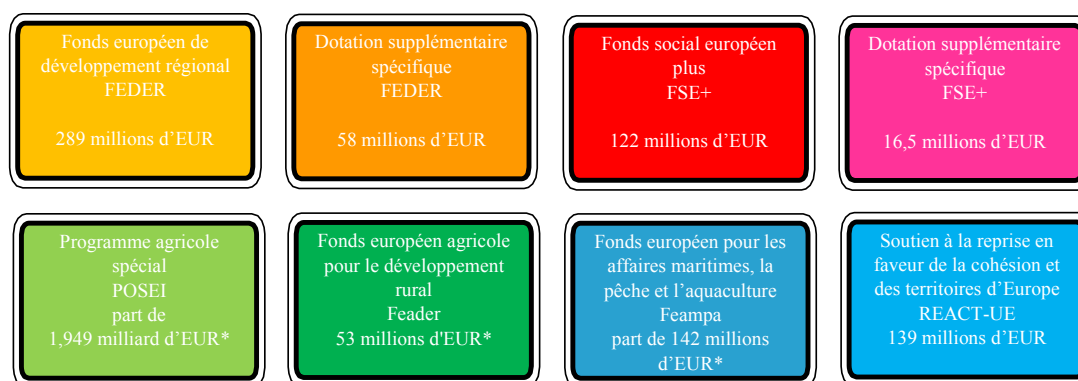 Fonds européen de
développement régional
FEDER
289 millions d’EUR
Dotation supplémentaire
spécifique
FEDER
58 millions d’EUR
Fonds social européen
plus
FSE+
122 millions d’EUR
Dotation supplémentaire
spécifique
FSE+
16,5 millions d’EUR
Programme agricole
spécial
POSEI
part de
1,949 milliard d’EUR*
Fonds européen agricole
pour le développement
rural
Feader
53 millions d'EUR*
Fonds européen pour les
affaires maritimes, la
pêche et l’aquaculture
Feampa
part de 142 millions
d’EUR*
Soutien à la reprise en
faveur de la cohésion et
des territoires d’Europe
REACT-UE
139 millions d’EUR